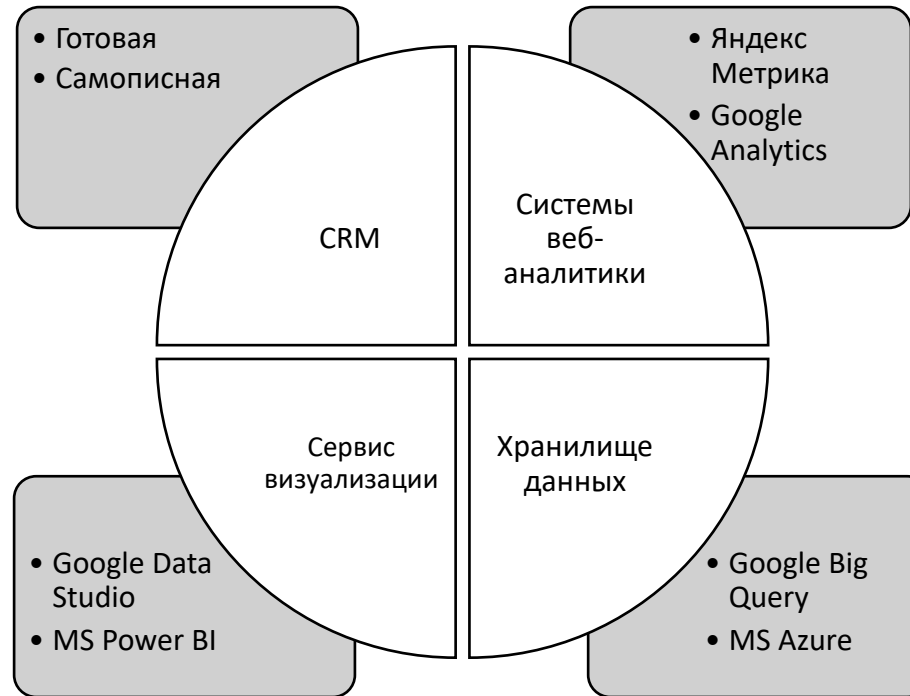 • Готовая
• Самописная
• Яндекс
Метрика
• Google
Analytics
CRM
Системы
веб-
аналитики
Сервис
визуализации
Хранилище
данных
• Google Data
Studio
• MS Power BI
• Google Big
Query
• MS Azure